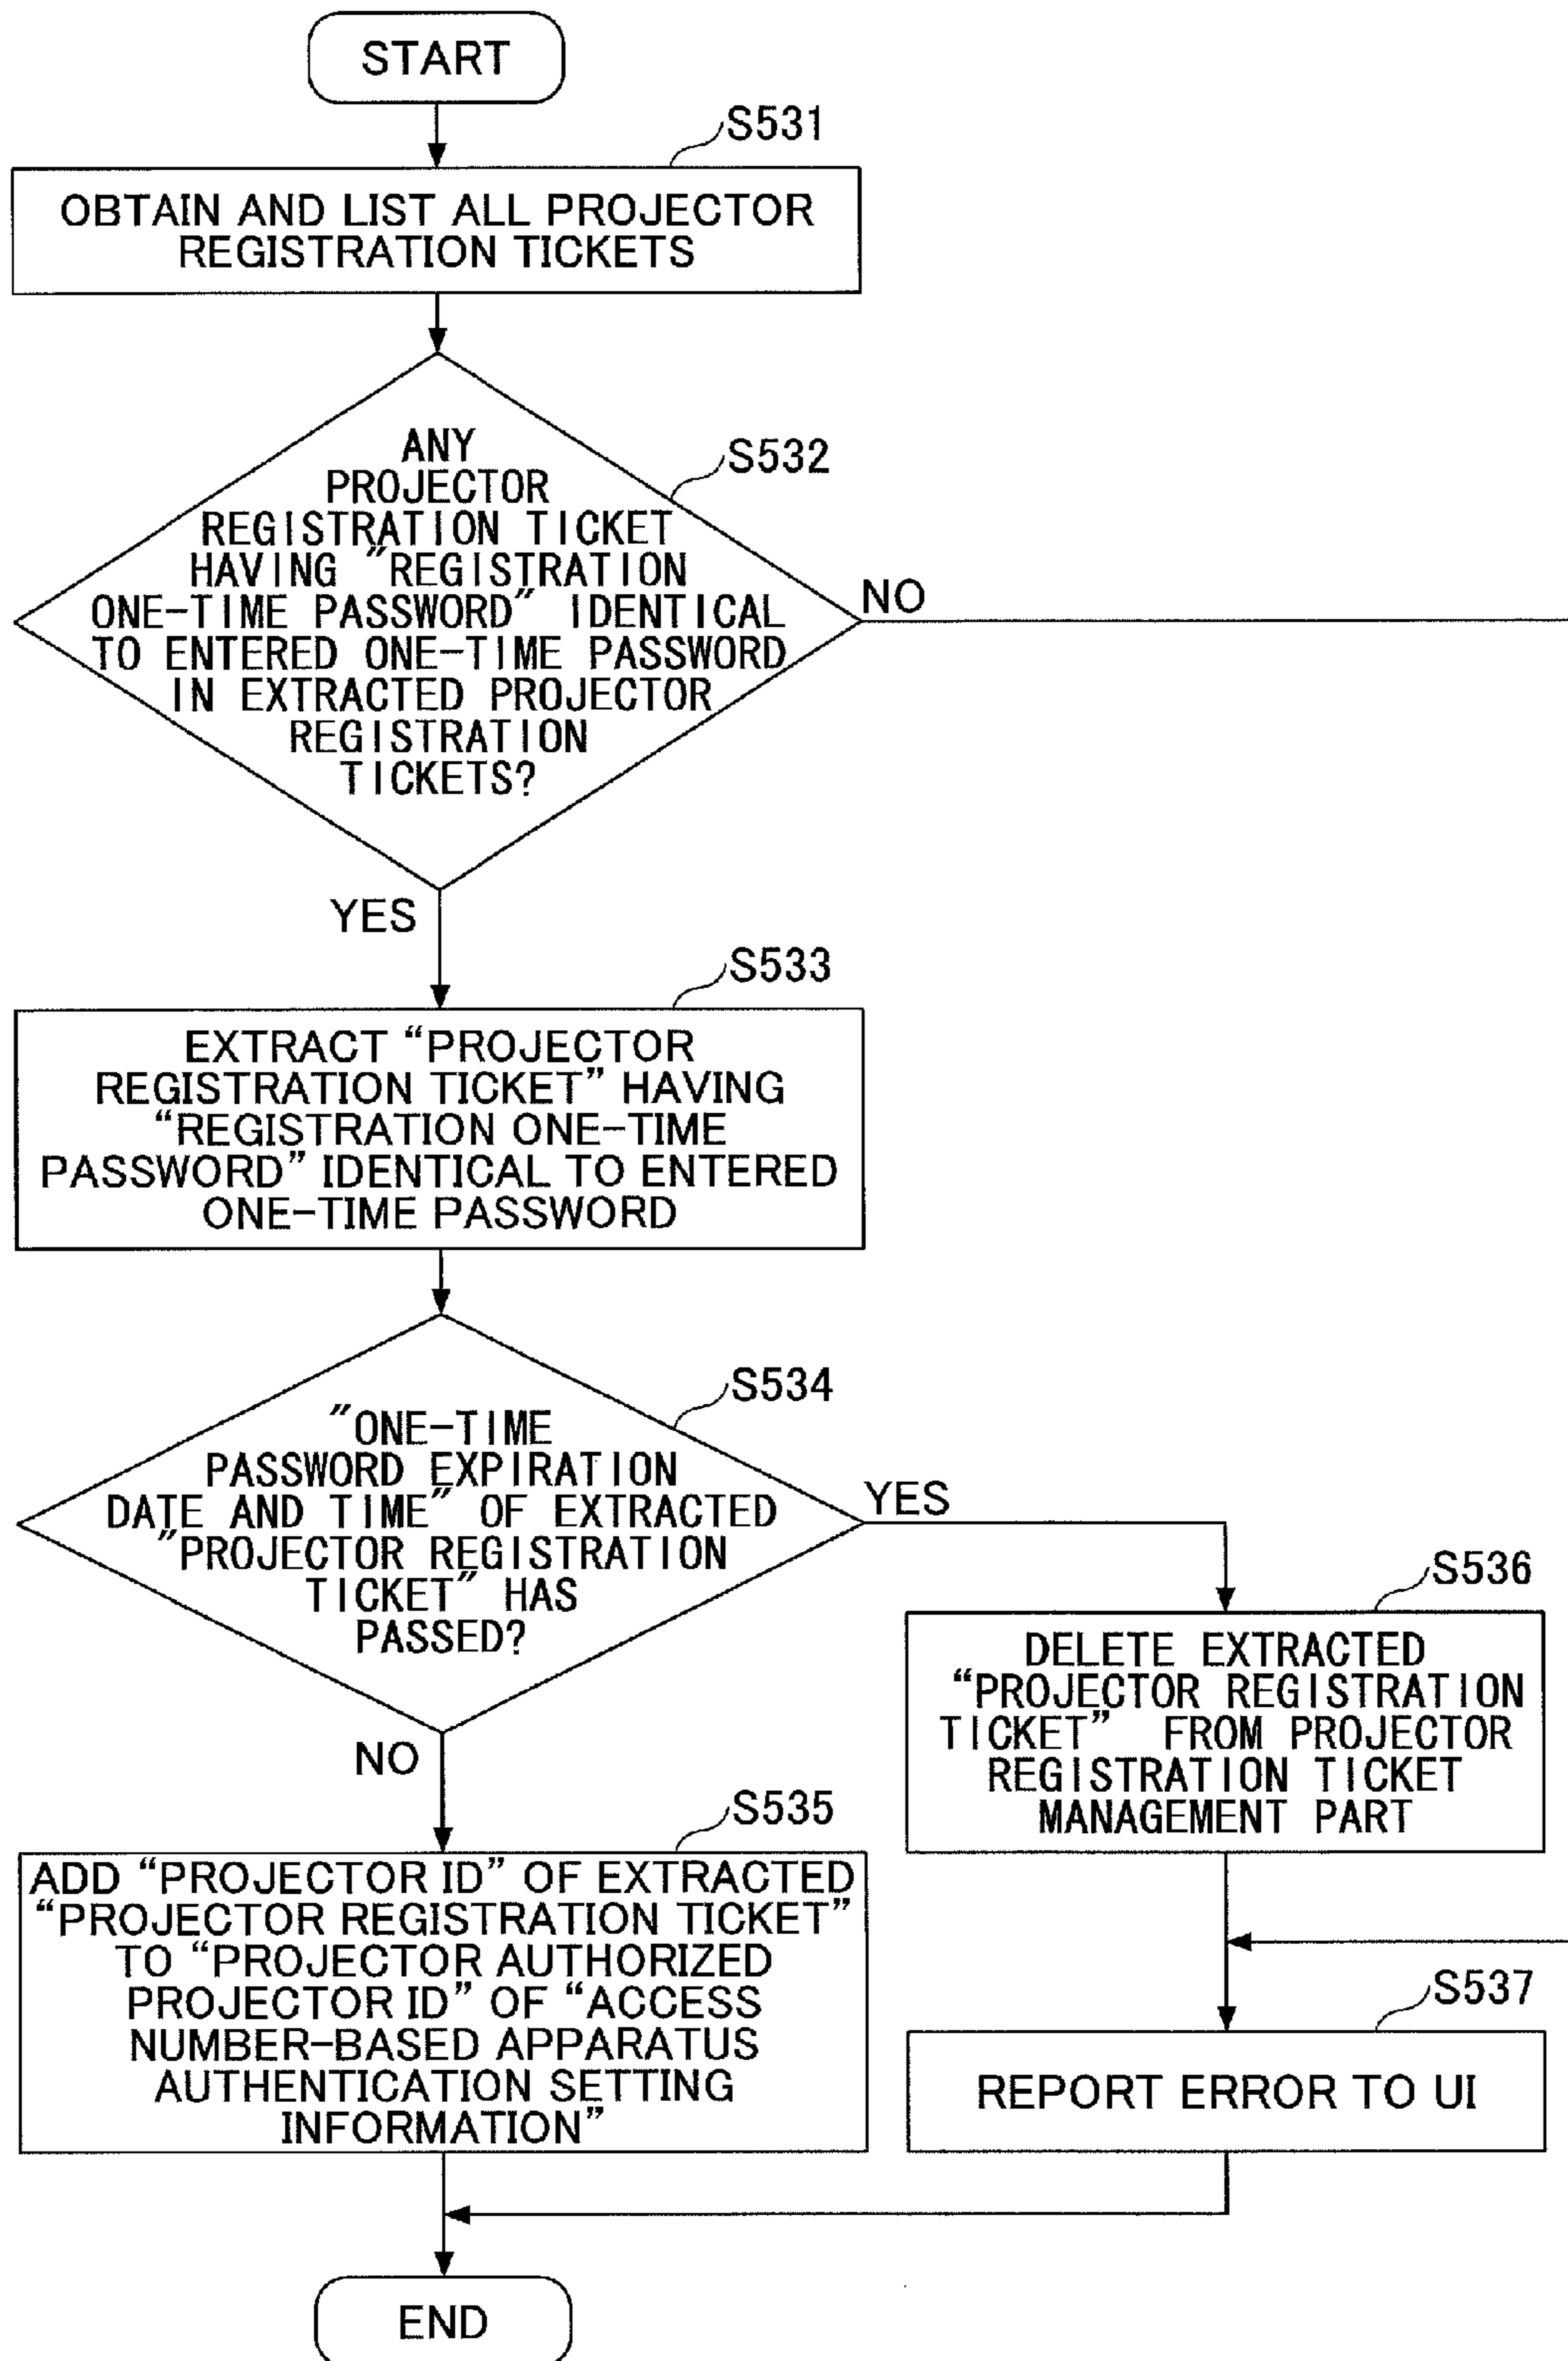 START
S531
OBTAIN AND LIST ALL PROJECTOR
REGISTRATION TICKETS
S532
ANY
PROJECTOR
REGISTRATION TICKET
HAVING "REGISTRATION
ONE-TIME PASSWORD" IDENTICAL
TO ENTERED ONE-TIME PASSWORD
IN EXTRACTED PROJECTOR
REGISTRATION
TICKETS?
NO
YES
S533
EXTRACT “PROJECTOR
REGISTRATION TICKET” HAVING
“REGISTRATION ONE-TIME
PASSWORD” IDENTICAL TO ENTERED
ONE-TIME PASSWORD
S534
"ONE-TIME
PASSWORD EXPIRATION
DATE AND TIME" OF EXTRACTED
"PROJECTOR REGISTRATION
TICKET" HAS
PASSED?
YES
NO
S536
DELETE EXTRACTED
“PROJECTOR REGISTRATION
TICKET” FROM PROJECTOR
REGISTRATION TICKET
MANAGEMENT PART
S535
ADD “PROJECTOR ID” OF EXTRACTED
“PROJECTOR REGISTRATION TICKET”
TO “PROJECTOR AUTHORIZED
PROJECTOR ID” OF “ACCESS
NUMBER-BASED APPARATUS
AUTHENTICATION SETTING
INFORMATION”
S537
REPORT ERROR TO UI
END